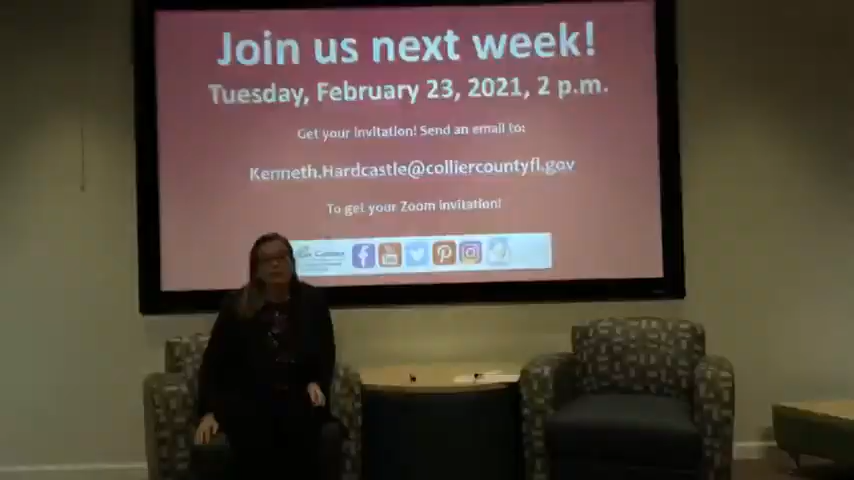 Join us next week!
Tuesday, February 23, 2021, 2 p.m.
Get your invitation! Send an email to:
Kenneth.Hardcastle@colliercountyfl.gov
To get your Zoom invitation!